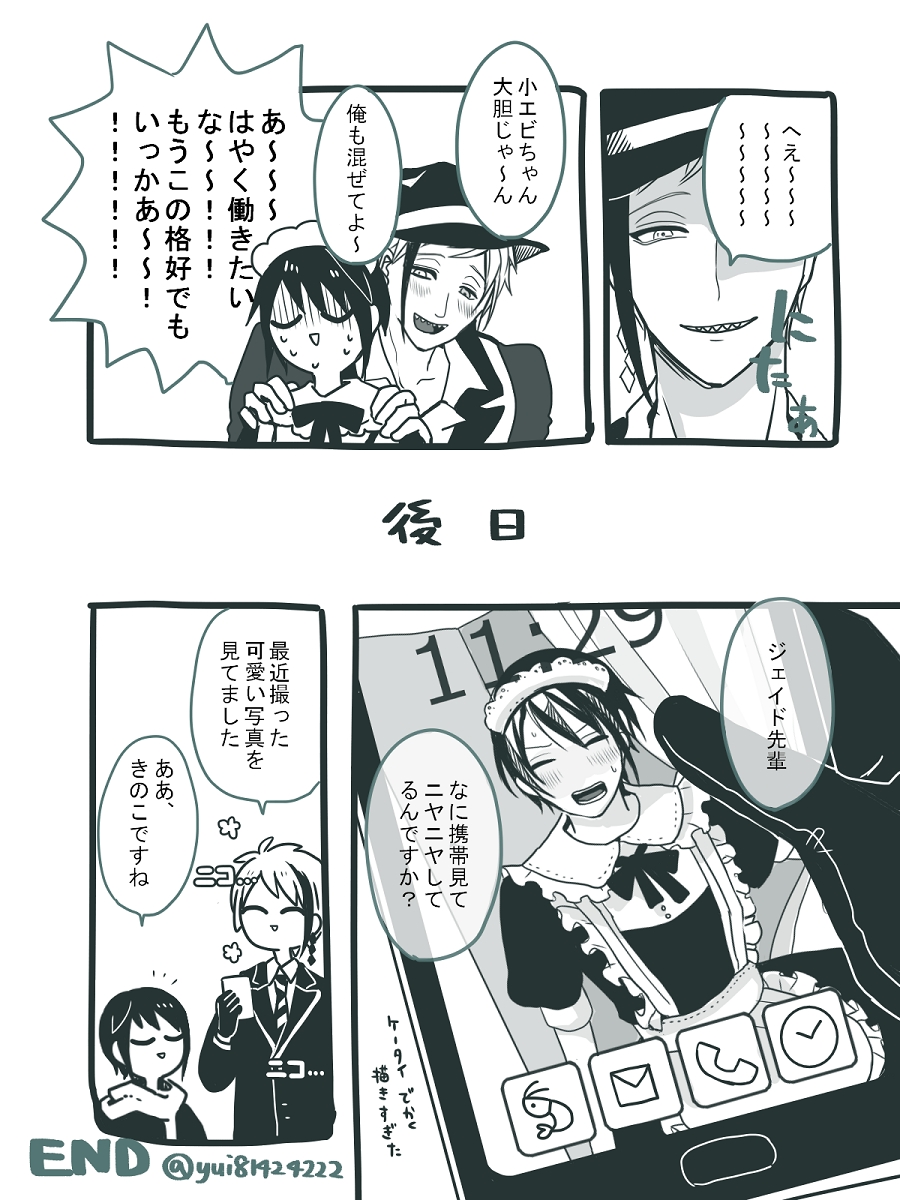 へえ～～～～
～～～～～
～～～～～
にたぁ
小エビちゃん
大胆じゃ～ん
俺も混ぜてよ～
あ～～～～
はやく働きたい
な～～！！！
もうこの格好でも
いっかあ～～！
！！！！！！
後日
11:29
ジェイド先輩
なに携帯見て
ニヤニヤして
るんですか？
ケータイでかく
描きすぎた
最近撮った
可愛い写真を
見てました
ニコ…
ああ、
きのこですね
ニコ…
END @yui81424222